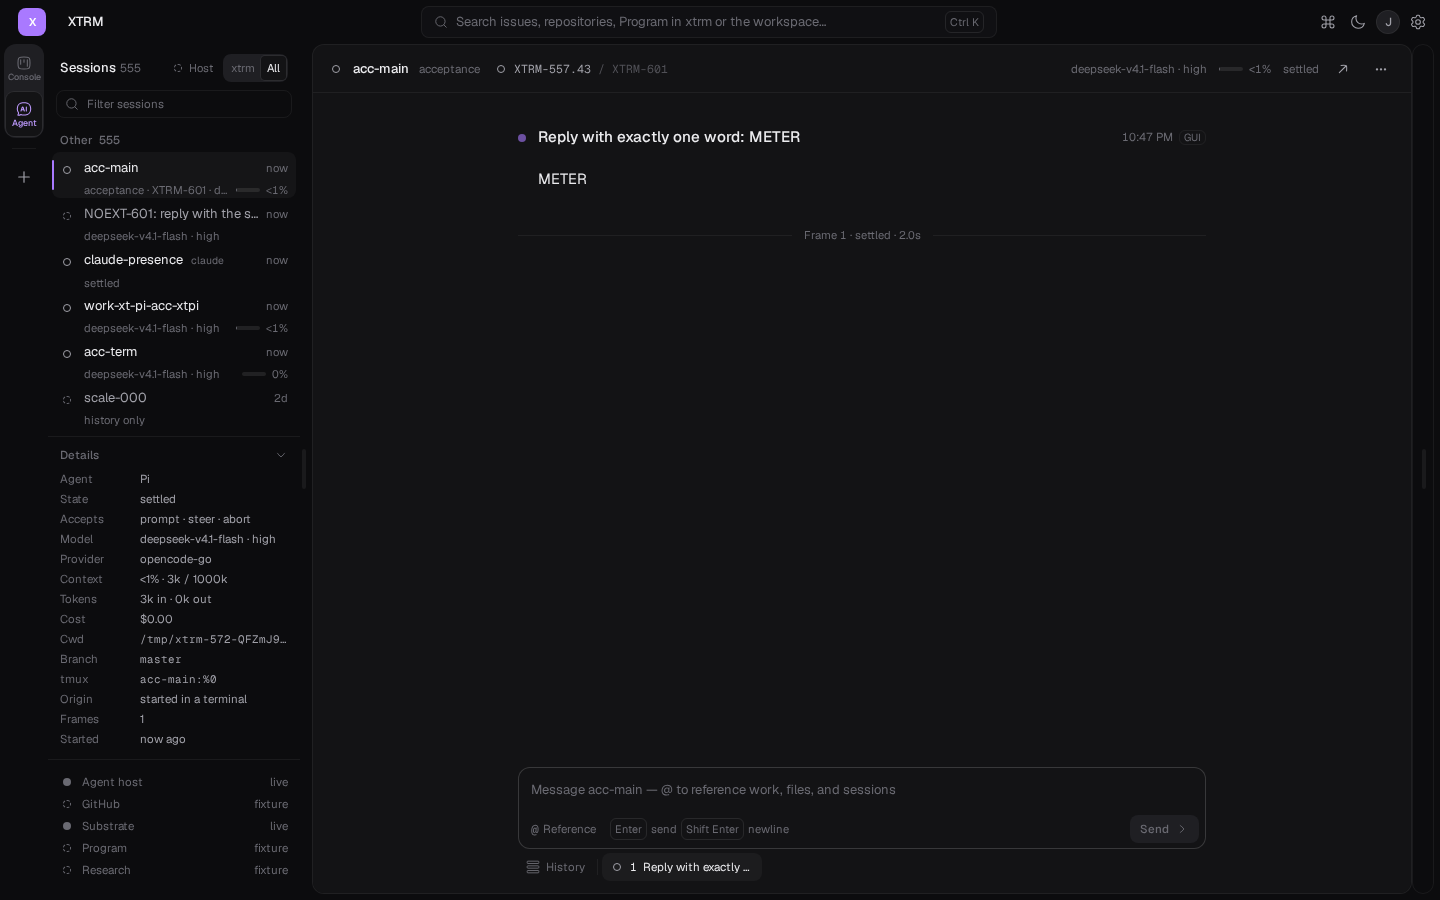 X XTRM
Search issues, repositories, Program in xtrm or the workspace... Ctrl K
J
Console
AI
Agent
Sessions 555 Host xtrm All
Filter sessions
Other 555
acc-main now
acceptance · XTRM-601 · d... <1%
NOEXT-601: reply with the s... now
deepseek-v4.1-flash · high
claude-presence claude now
settled
work-xt-pi-acc-xtpi now
deepseek-v4.1-flash · high <1%
acc-term now
deepseek-v4.1-flash · high 0%
scale-000 2d
history only
Details
Agent Pi
State settled
Accepts prompt · steer · abort
Model deepseek-v4.1-flash · high
Provider opencode-go
Context <1% · 3k / 1000k
Tokens 3k in · 0k out
Cost $0.00
Cwd /tmp/xtrm-572-QFZmJ9...
Branch master
tmux acc-main:%0
Origin started in a terminal
Frames 1
Started now ago
Agent host live
GitHub fixture
Substrate live
Program fixture
Research fixture
acc-main acceptance XTRM-557.43 / XTRM-601 deepseek-v4.1-flash · high <1% settled
Reply with exactly one word: METER 10:47 PM GUI
METER
Frame 1 · settled · 2.0s
Message acc-main — @ to reference work, files, and sessions
@ Reference Enter send Shift Enter newline Send
History 1 Reply with exactly ...